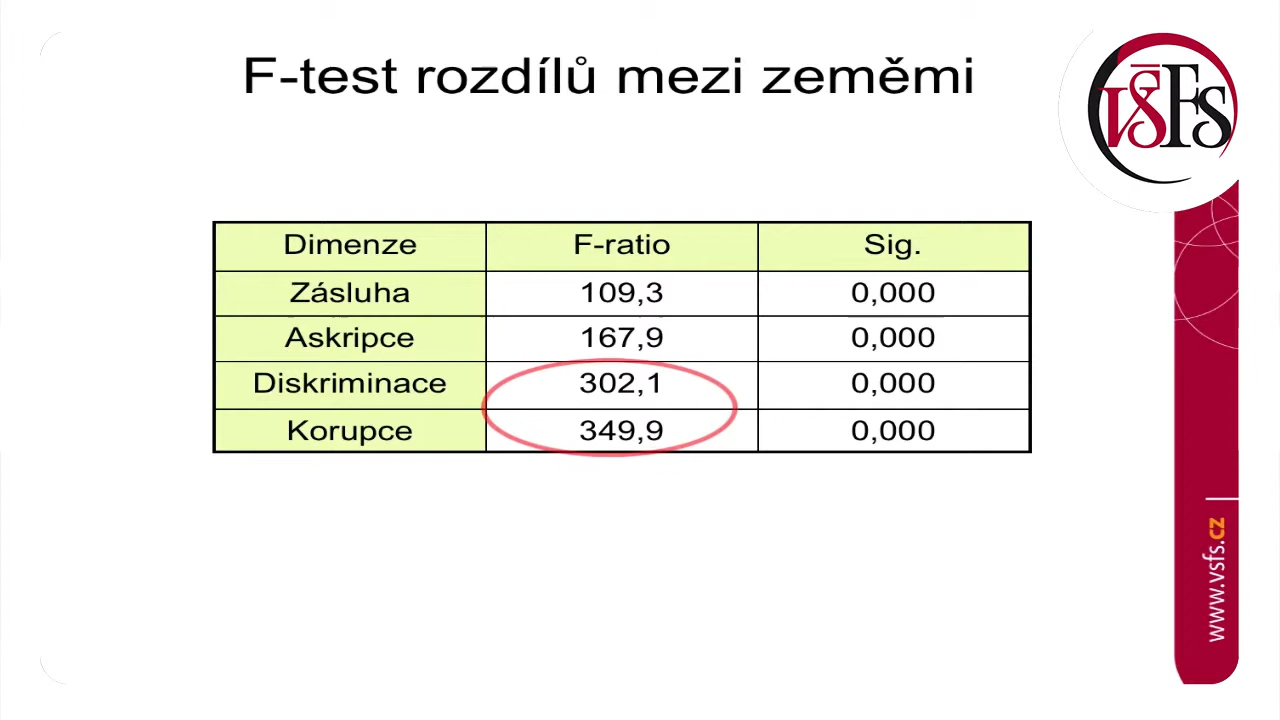 F-test rozdílů mezi zeměmi
VŠFS
Dimenze F-ratio Sig.
Zásluha 109,3 0,000
Askripce 167,9 0,000
Diskriminace 302,1 0,000
Korupce 349,9 0,000
www.vsfs.cz